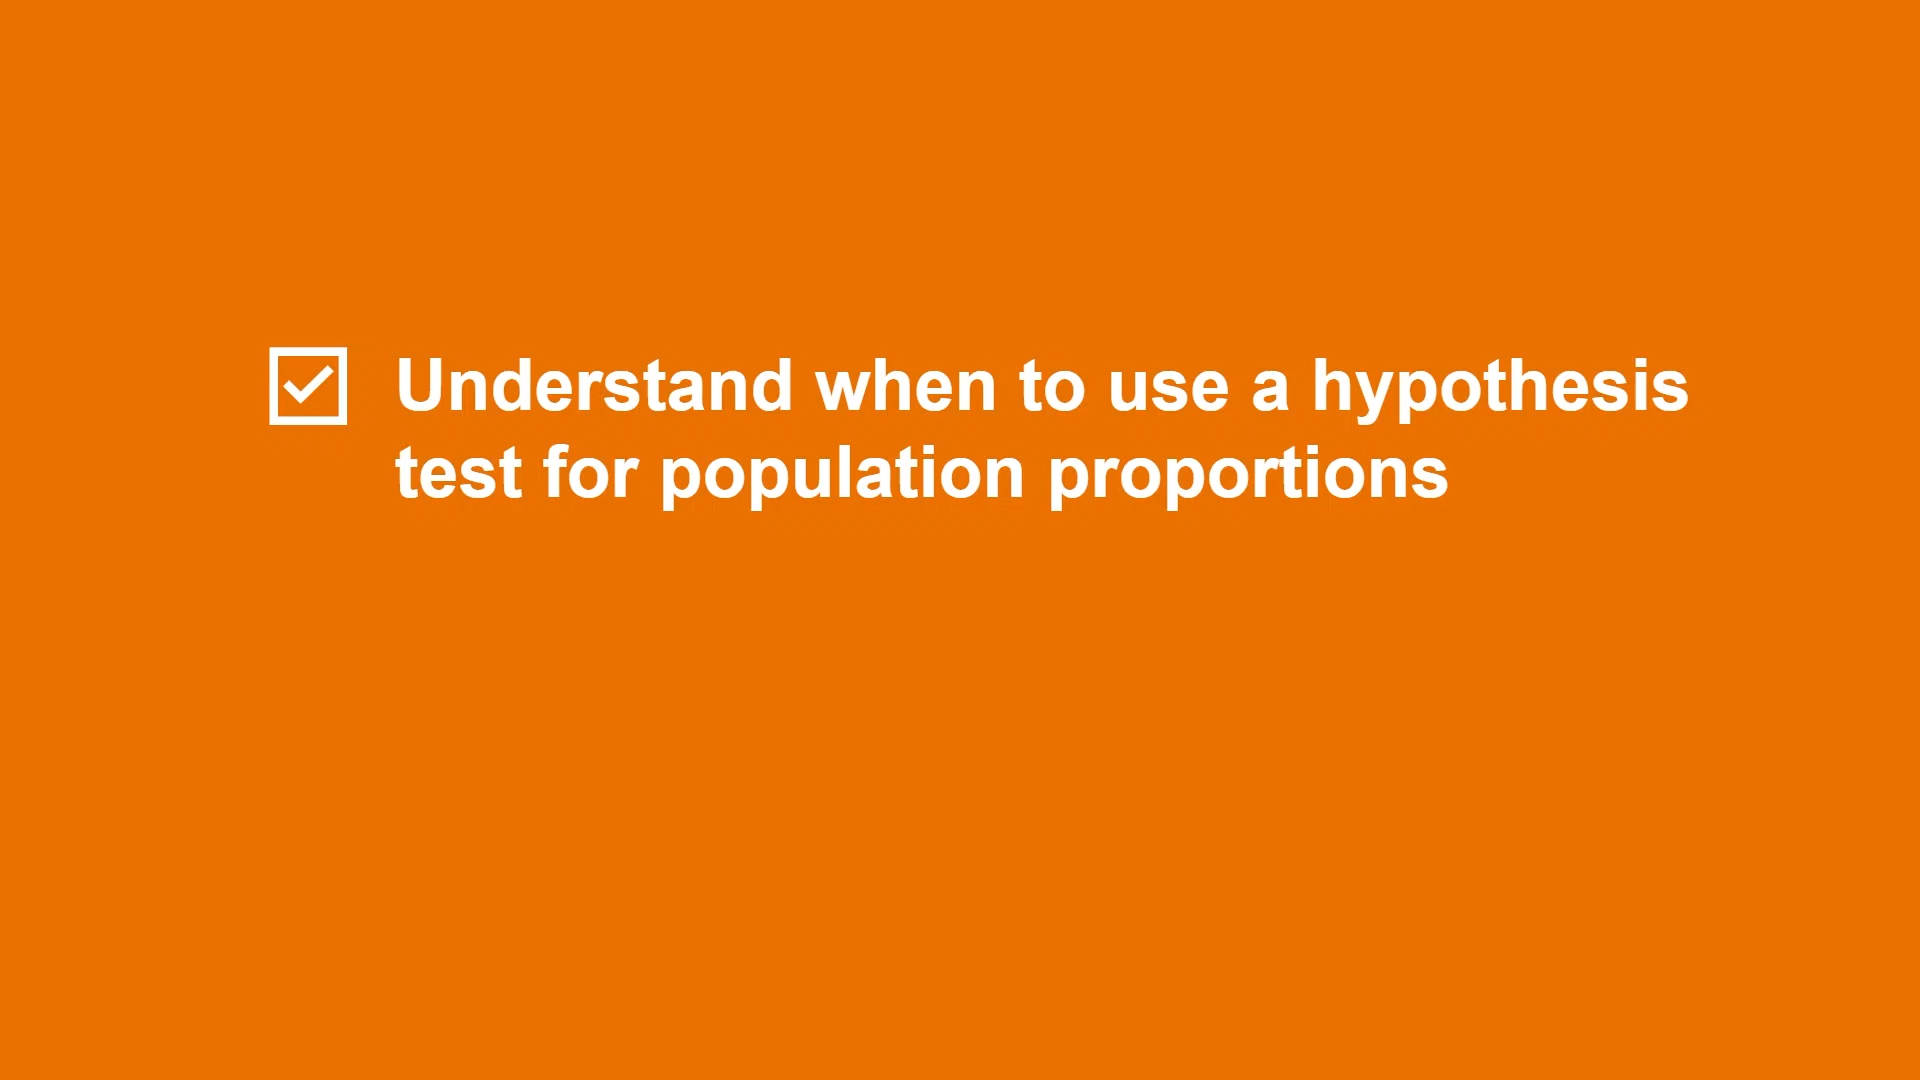 Understand when to use a hypothesis
test for population proportions